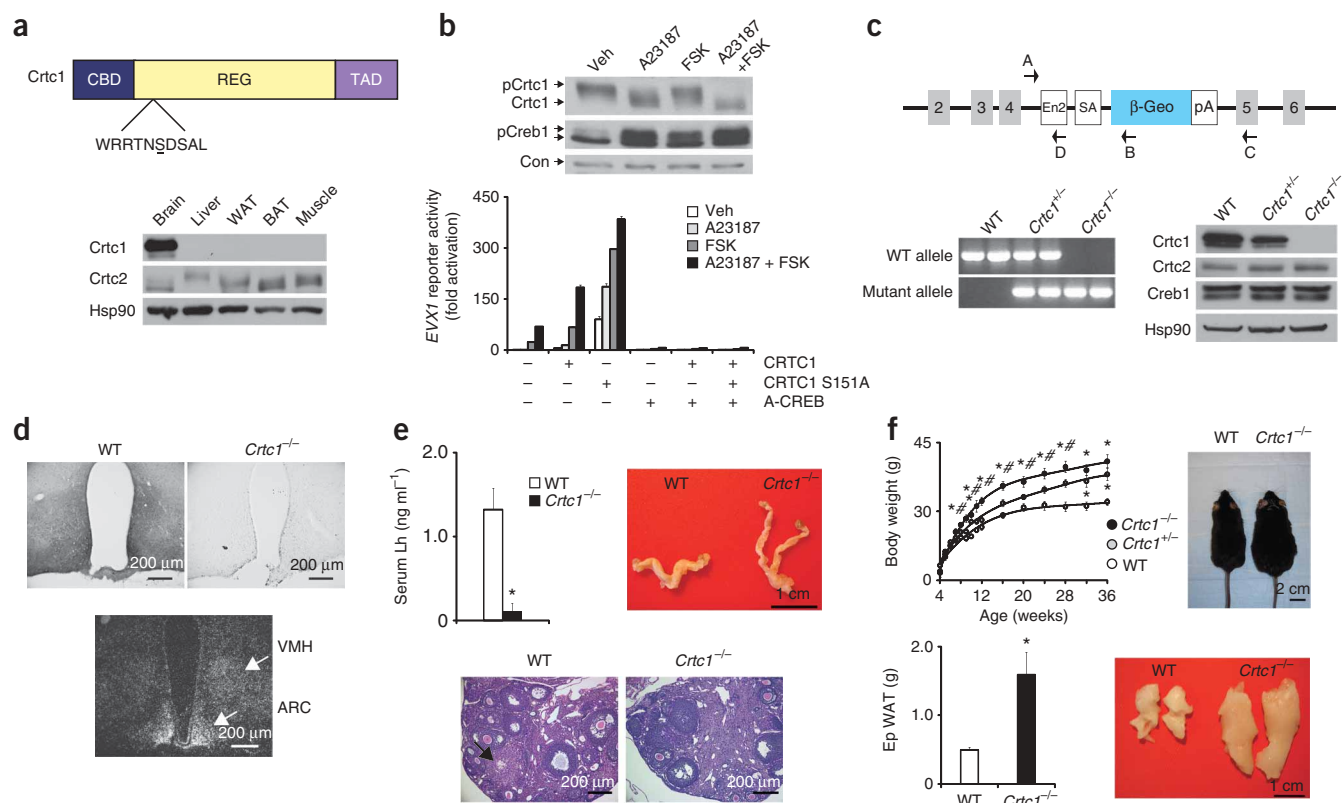 a
Crtc1
CBD
REG
TAD
WRRTNSDSAL
Brain
Liver
WAT
BAT
Muscle
Crtc1
Crtc2
Hsp90
b
Veh
A23187
FSK
A23187
+FSK
pCrtc1
Crtc1
pCreb1
Con
EVX1 reporter activity
(fold activation)
450
300
150
0
Veh
A23187
FSK
A23187 + FSK
– + – – + – CRTC1
– – + – – + CRTC1 S151A
– – – + + + A-CREB
c
A
2
3
4
En2
SA
β-Geo
pA
5
6
D
B
C
WT
Crtc1+/–
Crtc1–/–
WT allele
Mutant allele
WT
Crtc1+/–
Crtc1–/–
Crtc1
Crtc2
Creb1
Hsp90
d
WT
Crtc1–/–
200 µm
200 µm
VMH
ARC
200 µm
e
Serum Lh (ng ml–1)
2.0
1.0
0
*
WT
Crtc1–/–
WT
Crtc1–/–
1 cm
WT
Crtc1–/–
200 µm
200 µm
f
Body weight (g)
45
30
15
0
4
12
20
28
36
Age (weeks)
Crtc1–/–
Crtc1+/–
WT
WT
Crtc1–/–
2 cm
Ep WAT (g)
2.0
1.0
0
*
WT
Crtc1–/–
WT
Crtc1–/–
1 cm